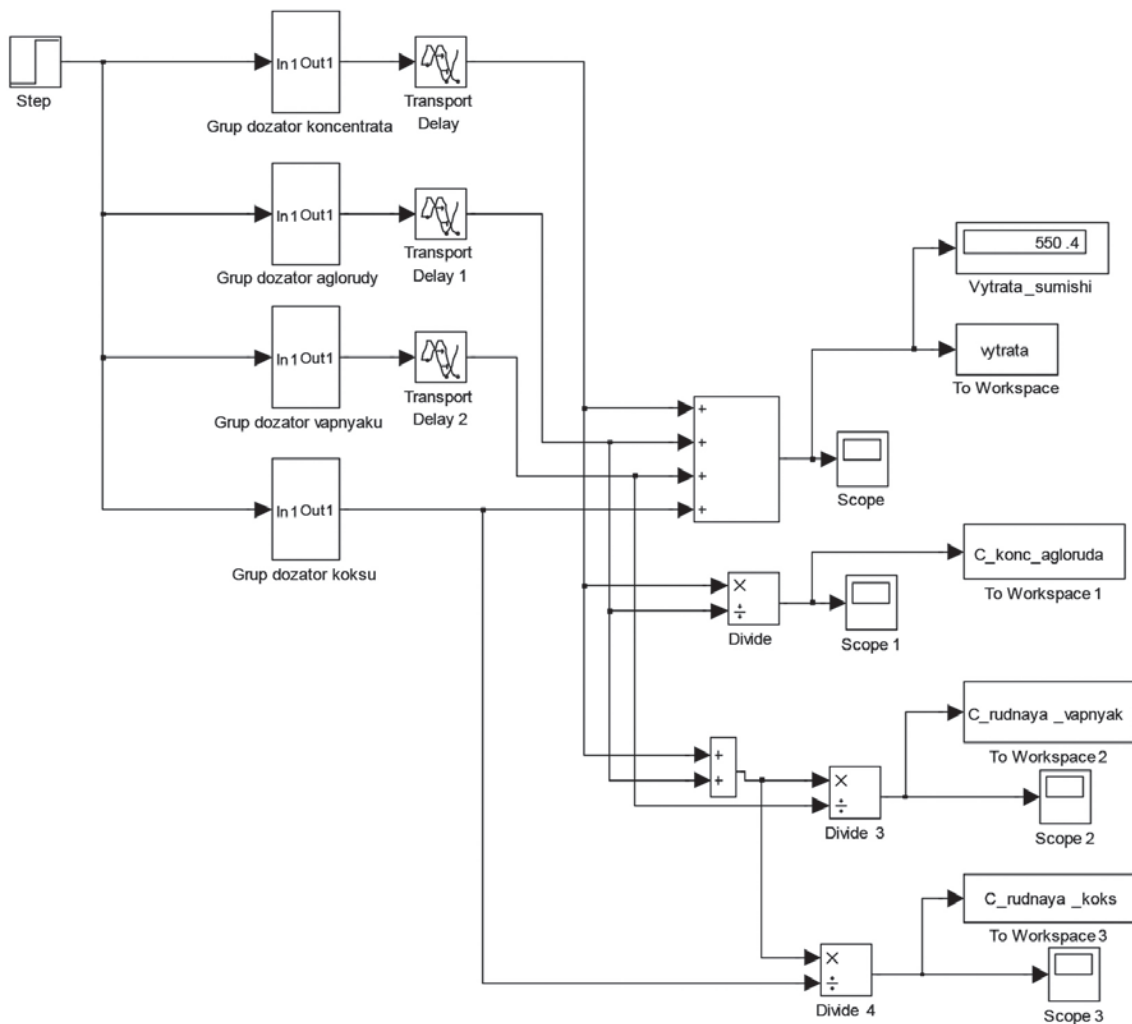 Step
In1 Out1
Grup dozator koncentrata
Transport
Delay
In1 Out1
Grup dozator aglorudy
Transport
Delay 1
In1 Out1
Grup dozator vapnyaku
Transport
Delay 2
In1 Out1
Grup dozator koksu
+
+
+
+
550 .4
Vytrata _sumishi
vytrata
To Workspace
Scope
×
÷
Divide
C_konc_agloruda
To Workspace 1
Scope 1
+
+
×
÷
Divide 3
C_rudnaya _vapnyak
To Workspace 2
Scope 2
×
÷
Divide 4
C_rudnaya _koks
To Workspace 3
Scope 3